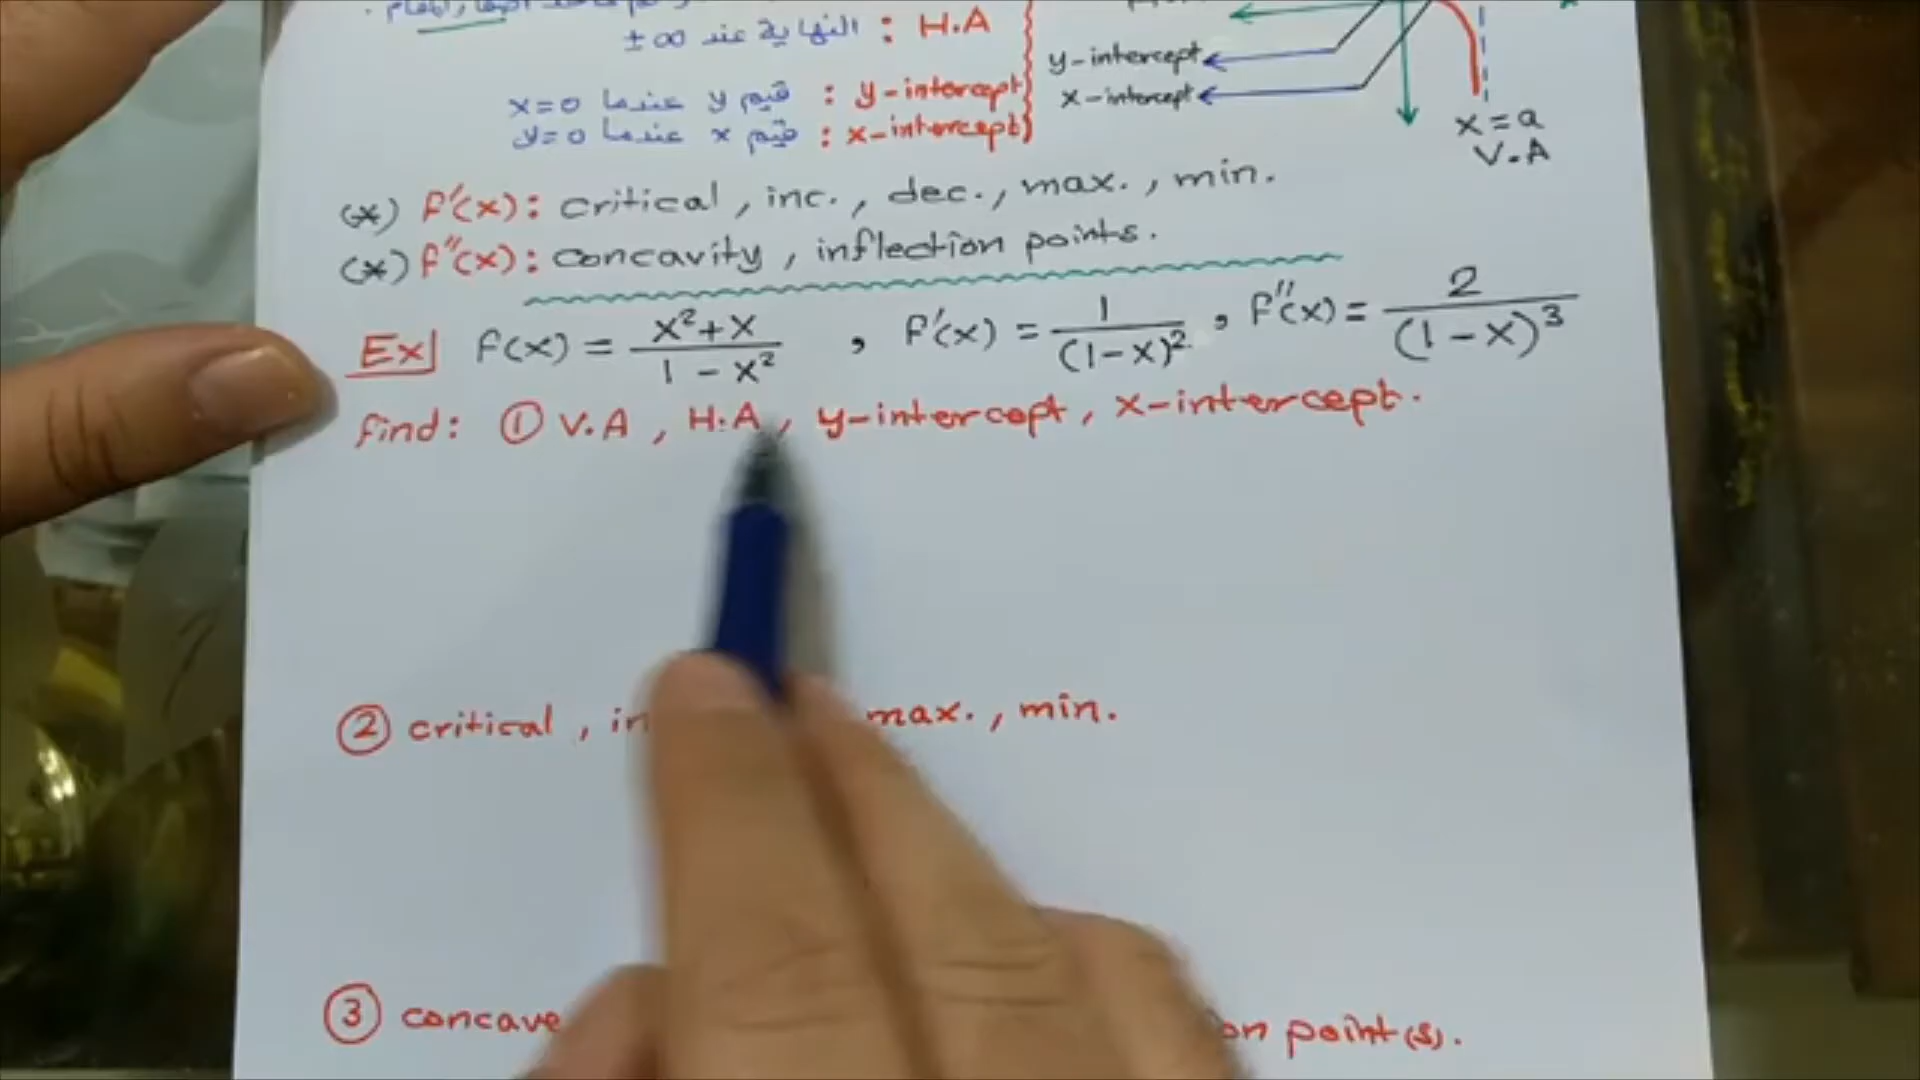 ± ∞ النهاية عند : H.A
x=0 قيم y عندما : y-intercept
y=0 قيم x عندما : x-intercept
y-intercept
x-intercept
x = a
V.A
(*) f'(x): critical, inc., dec., max., min.
(*) f''(x): concavity, inflection points.
Ex] f(x) = (x²+x)/(1 - x²) , f'(x) = 1/(1-x)² , f''(x) = 2/(1-x)³
find: ① V.A, H.A, y-intercept, x-intercept.
② critical, in max., min.
③ concave on point(s).